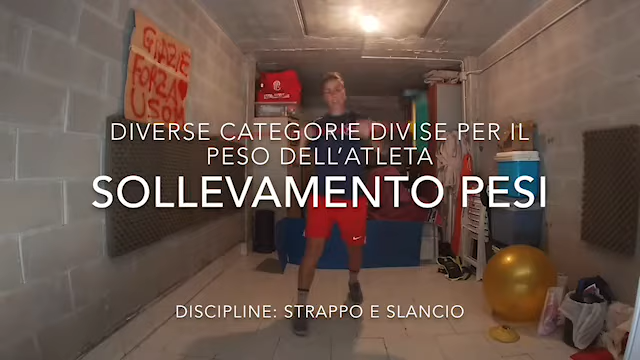 GRAZIE
FORZA
DIVERSE CATEGORIE DIVISE PER IL
PESO DELL'ATLETA
SOLLEVAMENTO PESI
DISCIPLINE: STRAPPO E SLANCIO